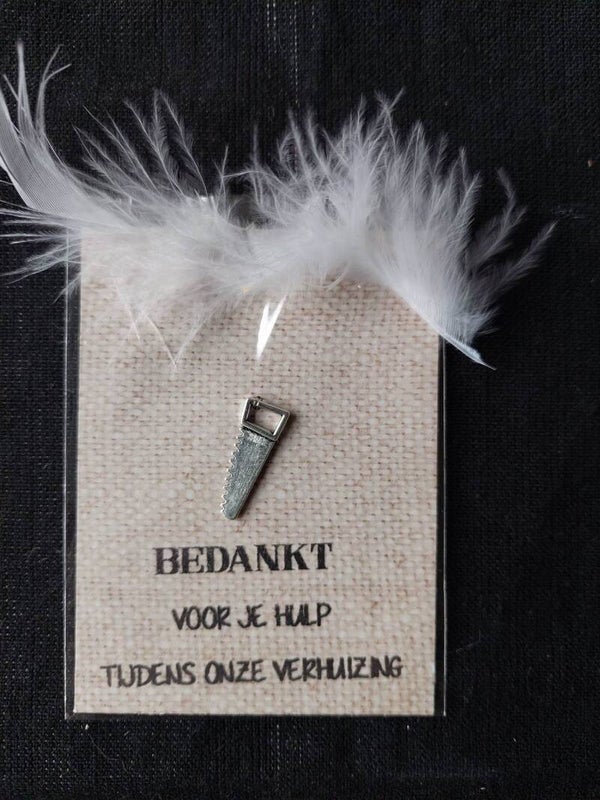 BEDANKT
VOOR JE HULP
TIJDENS ONZE VERHUIZING